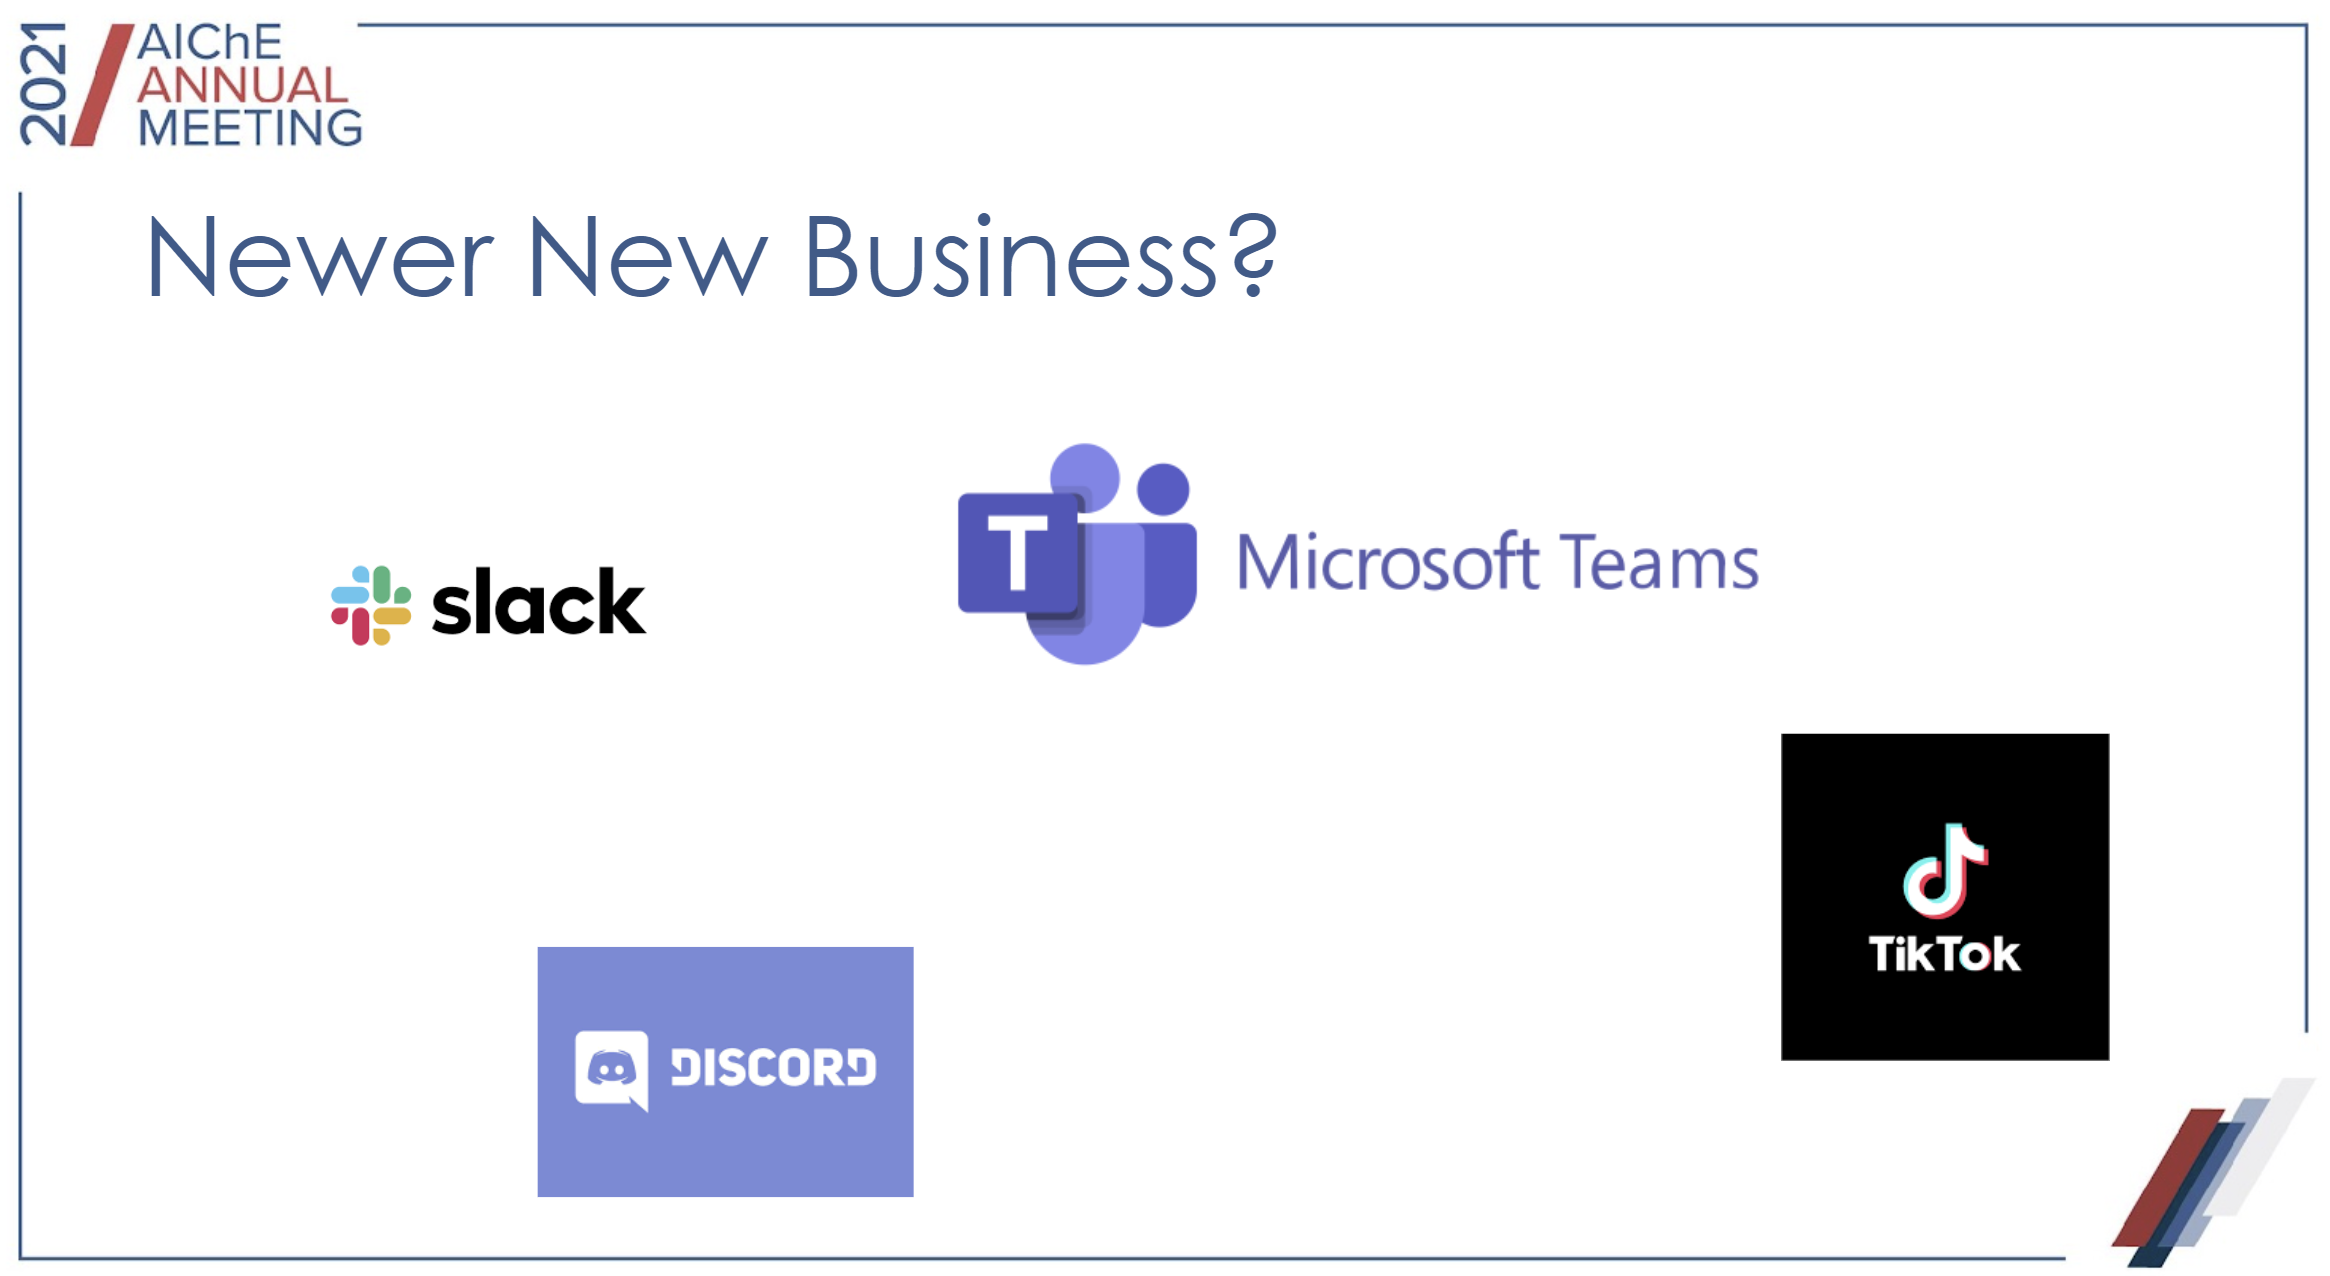 2021
AIChE
ANNUAL
MEETING
Newer New Business?
slack
T
Microsoft Teams
TikTok
DISCORD